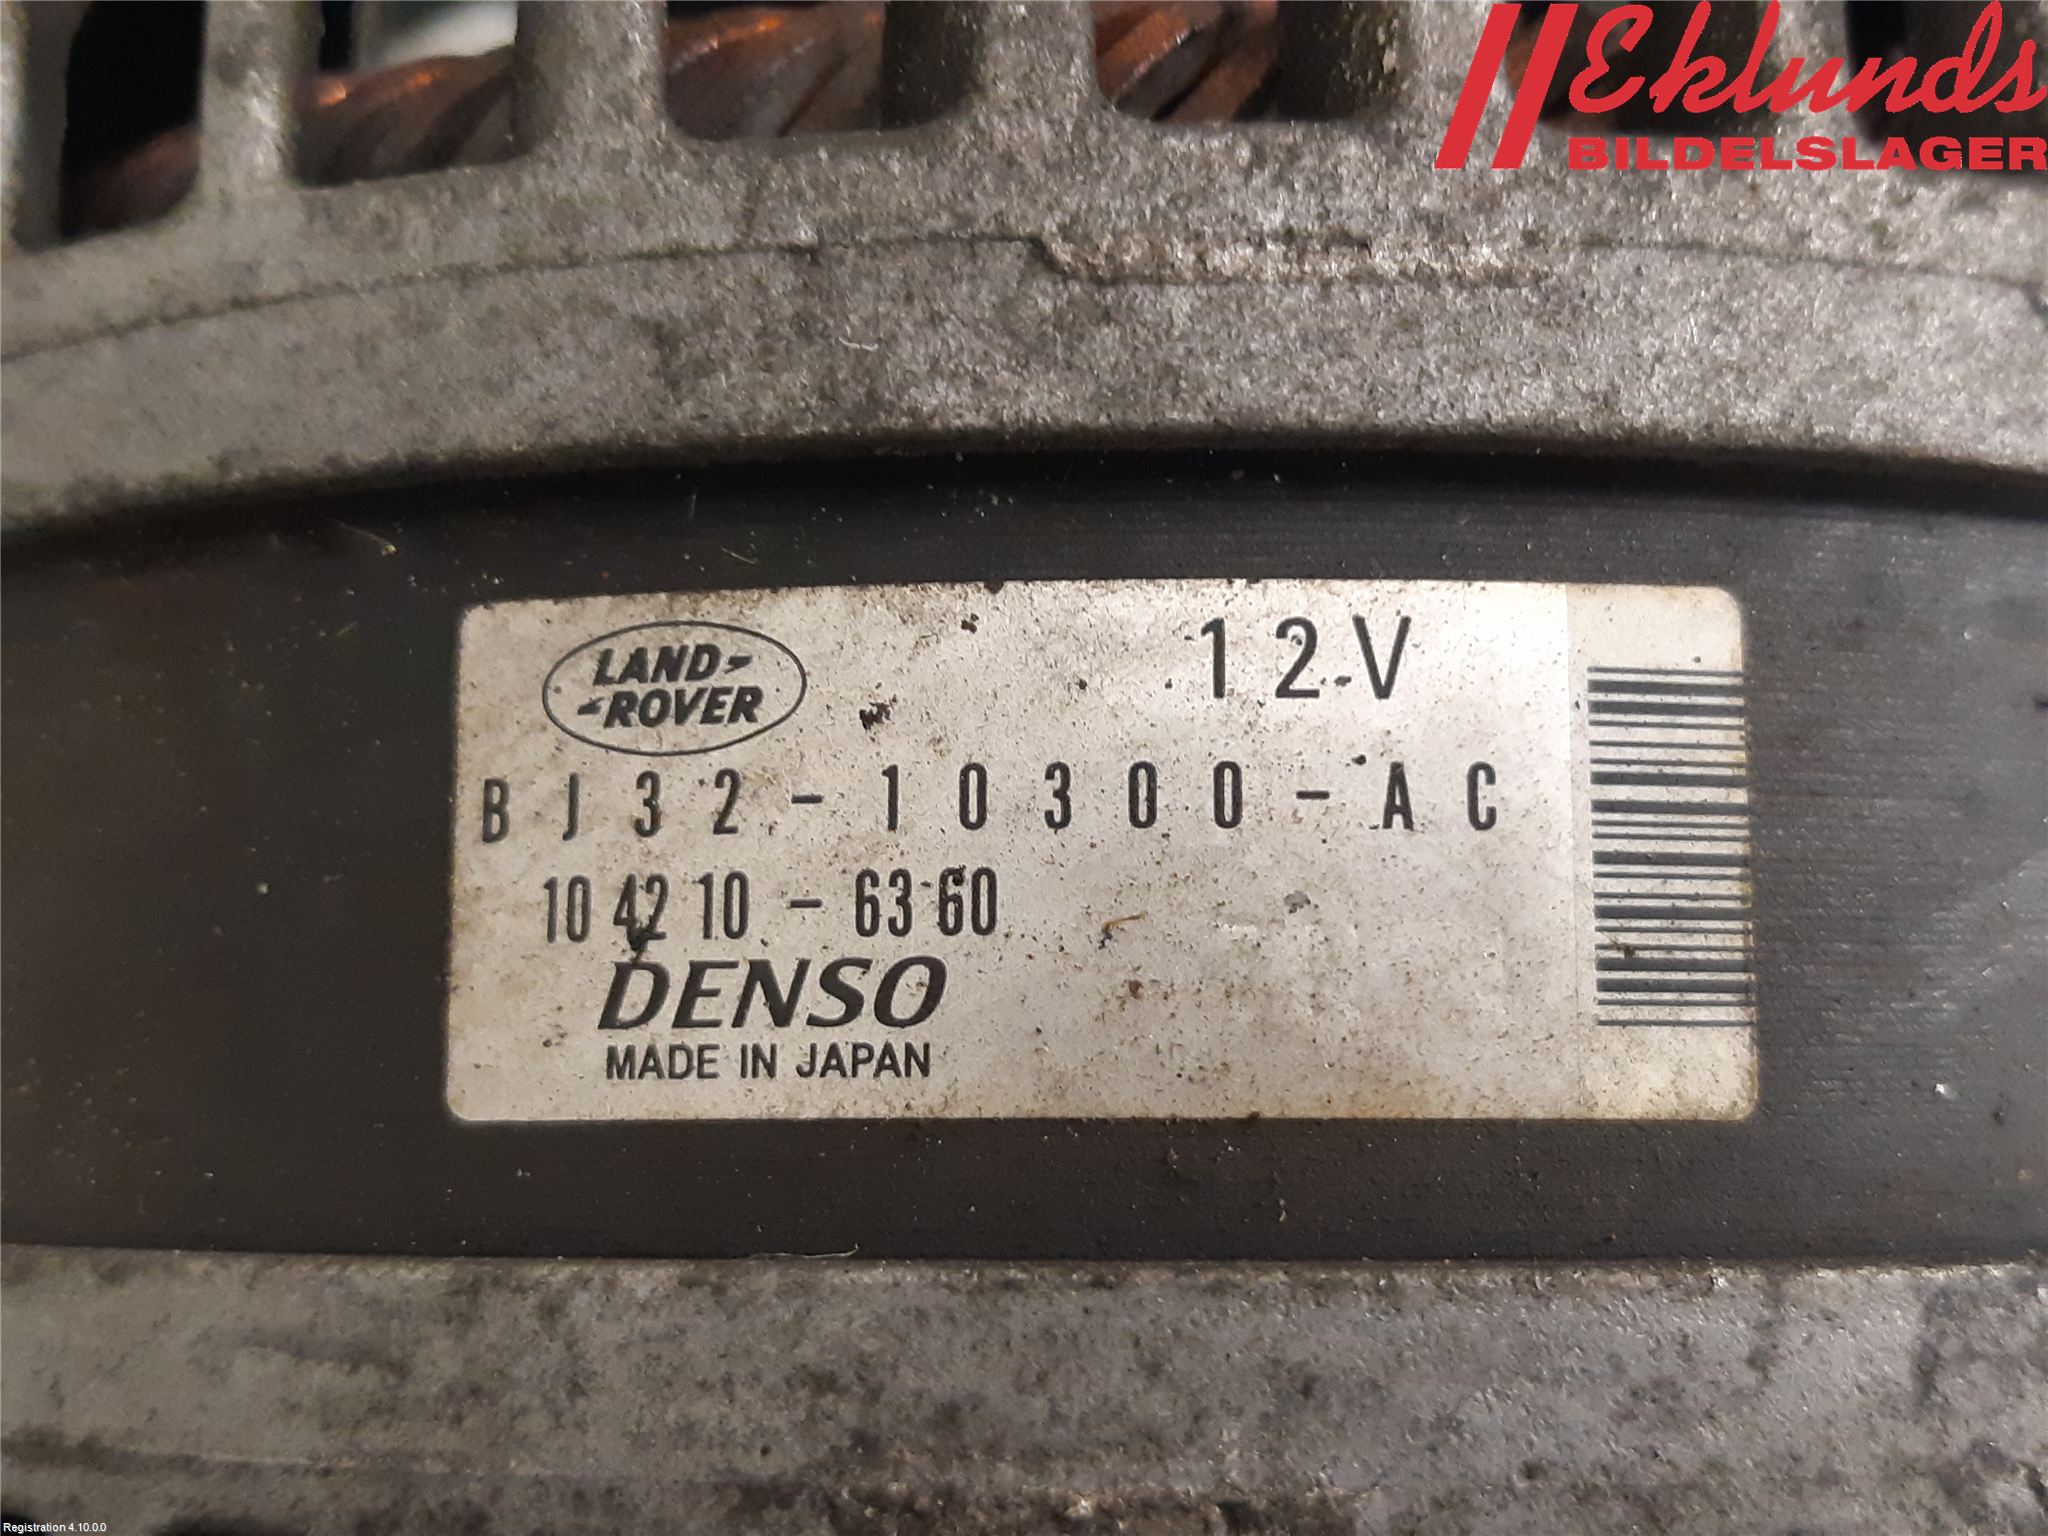 Eklunds
BILDELSLAGER
LAND-
-ROVER
12V
BJ32-10300-AC
104210-6360
DENSO
MADE IN JAPAN
Registration 4.10.0.0